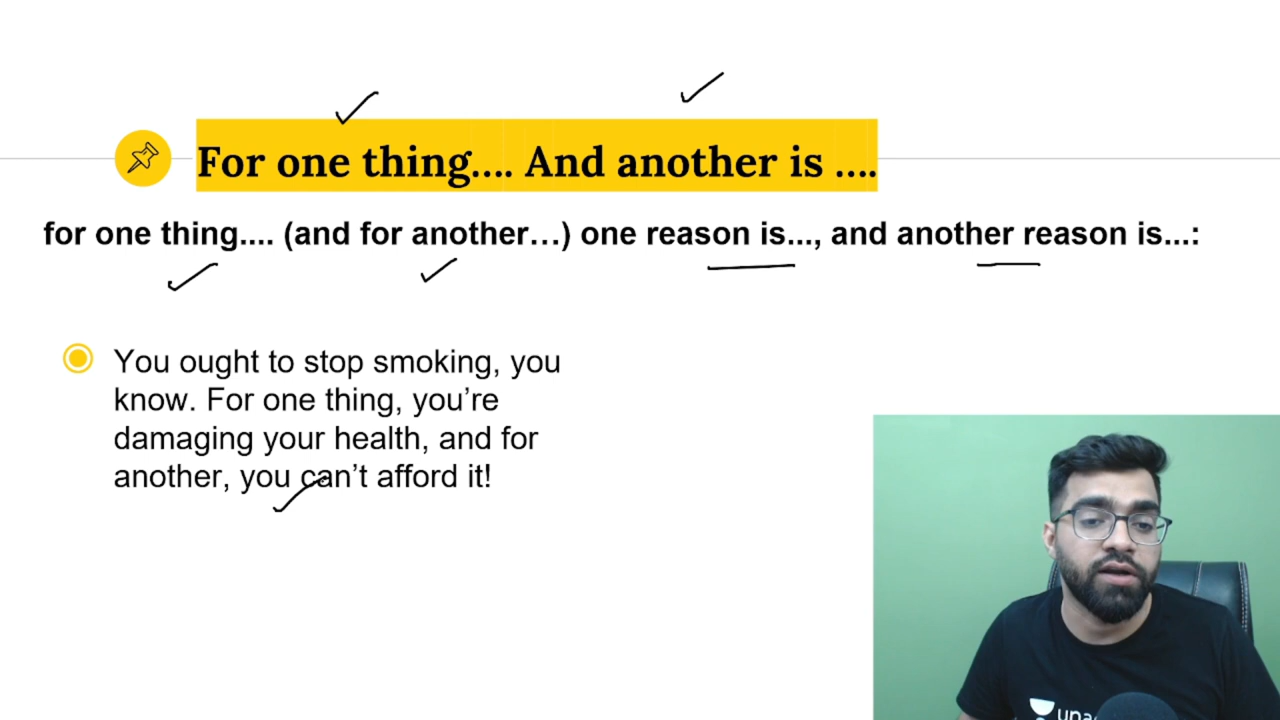 For one thing.... And another is ....
for one thing.... (and for another…) one reason is..., and another reason is...:
You ought to stop smoking, you
know. For one thing, you’re
damaging your health, and for
another, you can’t afford it!